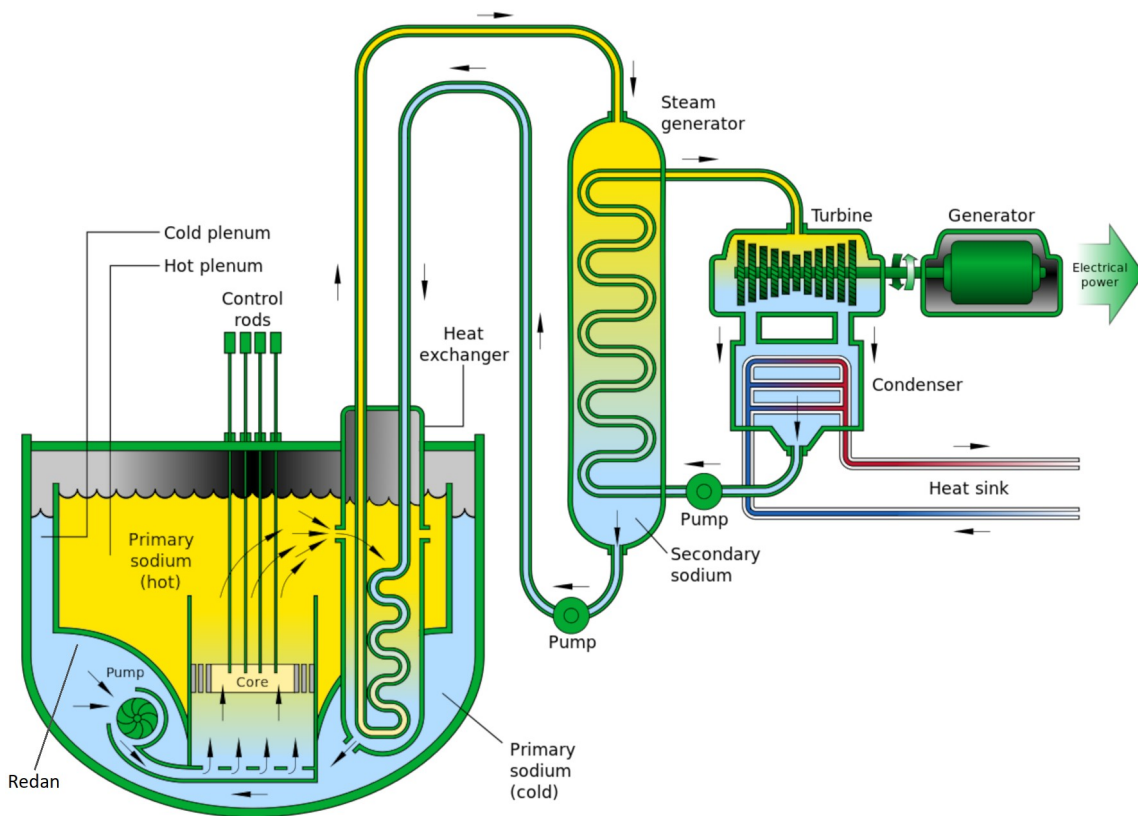 Steam
generator
Cold plenum
Hot plenum
Turbine
Generator
Electrical
power
Control
rods
Heat
exchanger
Condenser
Heat sink
Pump
Primary
sodium
(hot)
Secondary
sodium
Pump
Pump
Core
Redan
Primary
sodium
(cold)